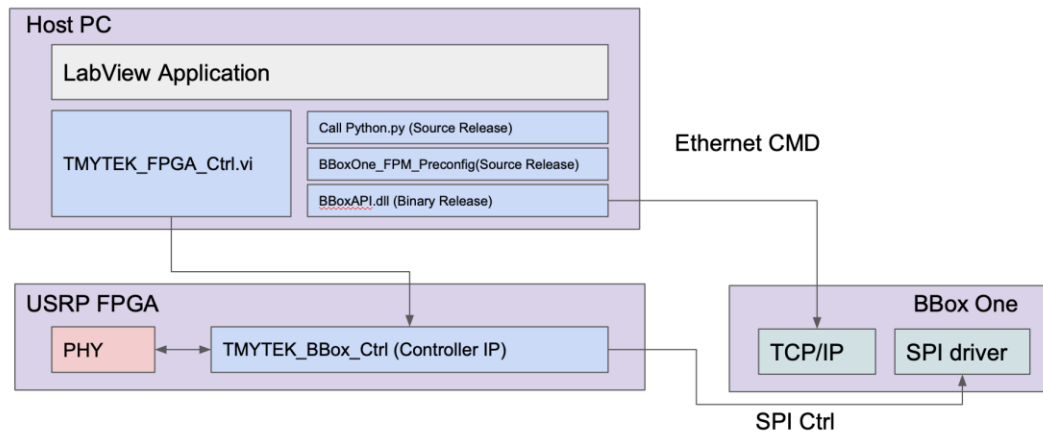 Host PC
LabView Application
TMYTEK_FPGA_Ctrl.vi
Call Python.py (Source Release)
BBoxOne_FPM_Preconfig(Source Release)
BBoxAPI.dll (Binary Release)
Ethernet CMD
USRP FPGA
PHY
TMYTEK_BBox_Ctrl (Controller IP)
BBox One
TCP/IP
SPI driver
SPI Ctrl